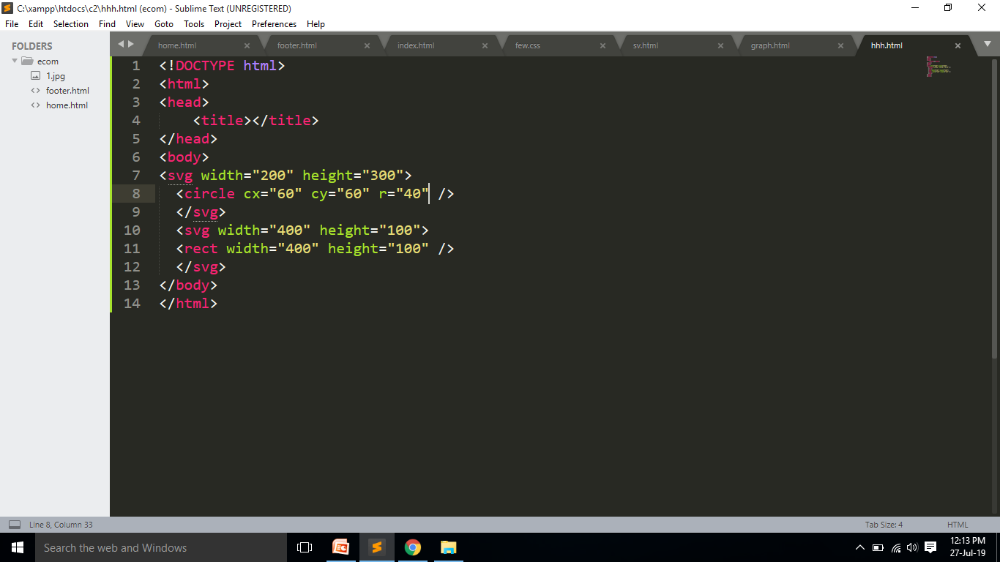 C:\xampp\htdocs\c2\hhh.html (ecom) - Sublime Text (UNREGISTERED)
File Edit Selection Find View Goto Tools Project Preferences Help
FOLDERS
ecom
1.jpg
footer.html
home.html
home.html footer.html index.html few.css sv.html graph.html hhh.html
1 <!DOCTYPE html>
2 <html>
3 <head>
4     <title></title>
5 </head>
6 <body>
7 <svg width="200" height="300">
8   <circle cx="60" cy="60" r="40" />
9   </svg>
10   <svg width="400" height="100">
11   <rect width="400" height="100" />
12   </svg>
13 </body>
14 </html>
Line 8, Column 33 Tab Size: 4 HTML
Search the web and Windows
12:13 PM
27-Jul-19